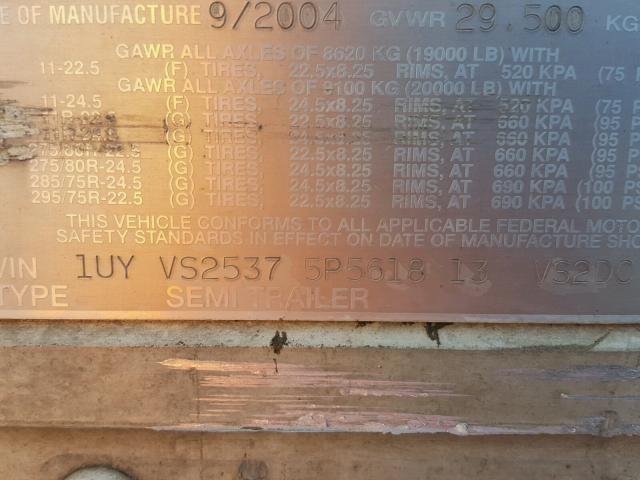 OF MANUFACTURE 9/2004 GVWR 29.500 KG
GAWR ALL AXLES OF 8620 KG (19000 LB) WITH
11-22.5 (F) TIRES, 22.5x8.25 RIMS, AT 520 KPA (75
GAWR ALL AXLES OF 9100 KG (20000 LB) WITH
11-24.5 (F) TIRES, 24.5x8.25 RIMS, AT 520 KPA (75
(G) TIRES, 22.5x8.25 RIMS, AT 660 KPA (95
(G) TIRES, 24.5x8.25 RIMS, AT 660 KPA (95
275/80R-22.5 (G) TIRES, 22.5x8.25 RIMS, AT 660 KPA (95
275/80R-24.5 (G) TIRES, 24.5x8.25 RIMS, AT 660 KPA (95
285/75R-24.5 (G) TIRES, 24.5x8.25 RIMS, AT 690 KPA (100
295/75R-22.5 (G) TIRES, 22.5x8.25 RIMS, AT 690 KPA (100
THIS VEHICLE CONFORMS TO ALL APPLICABLE FEDERAL MOTO
SAFETY STANDARDS IN EFFECT ON DATE OF MANUFACTURE SHO
VIN 1UY VS2537 5P5618 13 VS2DC
TYPE SEMI TRAILER